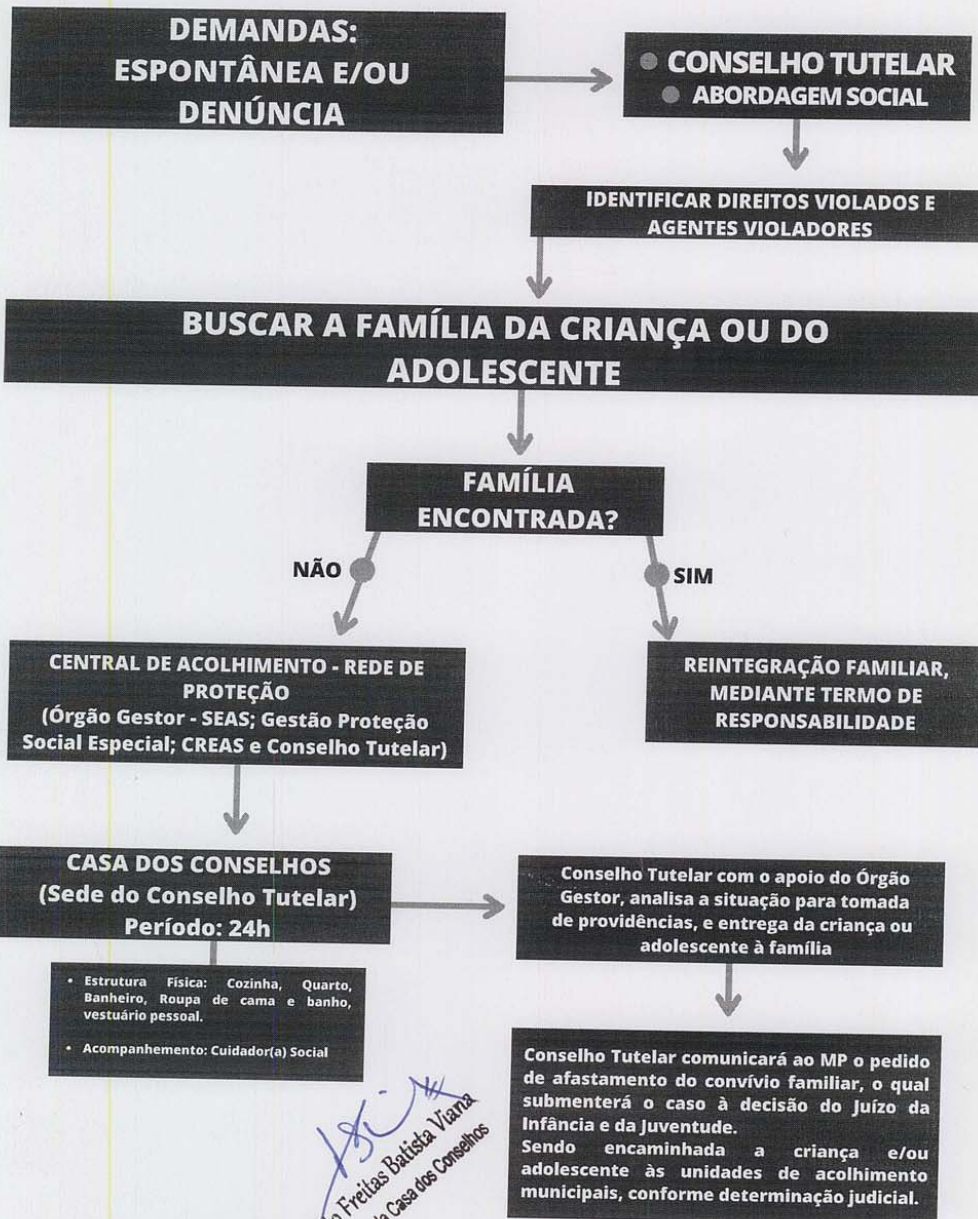 DEMANDAS:
ESPONTÂNEA E/OU
DENÚNCIA
CONSELHO TUTELAR
ABORDAGEM SOCIAL
IDENTIFICAR DIREITOS VIOLADOS E
AGENTES VIOLADORES
BUSCAR A FAMÍLIA DA CRIANÇA OU DO
ADOLESCENTE
FAMÍLIA
ENCONTRADA?
NÃO
SIM
CENTRAL DE ACOLHIMENTO - REDE DE
PROTEÇÃO
(Órgão Gestor - SEAS; Gestão Proteção
Social Especial; CREAS e Conselho Tutelar)
REINTEGRAÇÃO FAMILIAR,
MEDIANTE TERMO DE
RESPONSABILIDADE
CASA DOS CONSELHOS
(Sede do Conselho Tutelar)
Período: 24h
• Estrutura Física: Cozinha, Quarto,
Banheiro, Roupa de cama e banho,
vestuário pessoal.
• Acompanhemento: Cuidador(a) Social
Conselho Tutelar com o apoio do Órgão
Gestor, analisa a situação para tomada
de providências, e entrega da criança ou
adolescente à família
Conselho Tutelar comunicará ao MP o pedido
de afastamento do convívio familiar, o qual
submenterá o caso à decisão do Juízo da
Infância e da Juventude.
Sendo encaminhada a criança e/ou
adolescente às unidades de acolhimento
municipais, conforme determinação judicial.
Freitas Batista Viana
Casa dos Conselhos